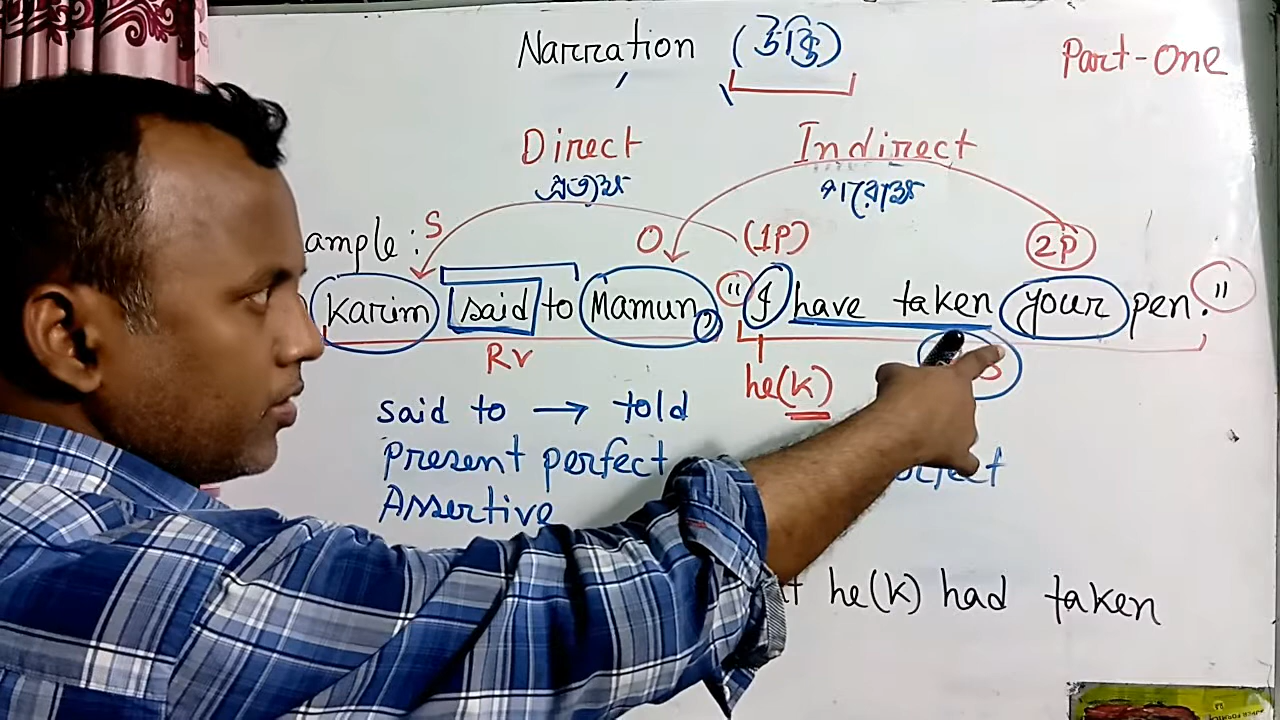 Narration (উক্তি) Part-One
Direct Indirect
প্রত্যক্ষ পরোক্ষ
ample: S O (1P) 2P
Karim said to Mamun, "I have taken your pen."
RV S
he(K)
said to → told
Present perfect
Assertive
he(K) had taken